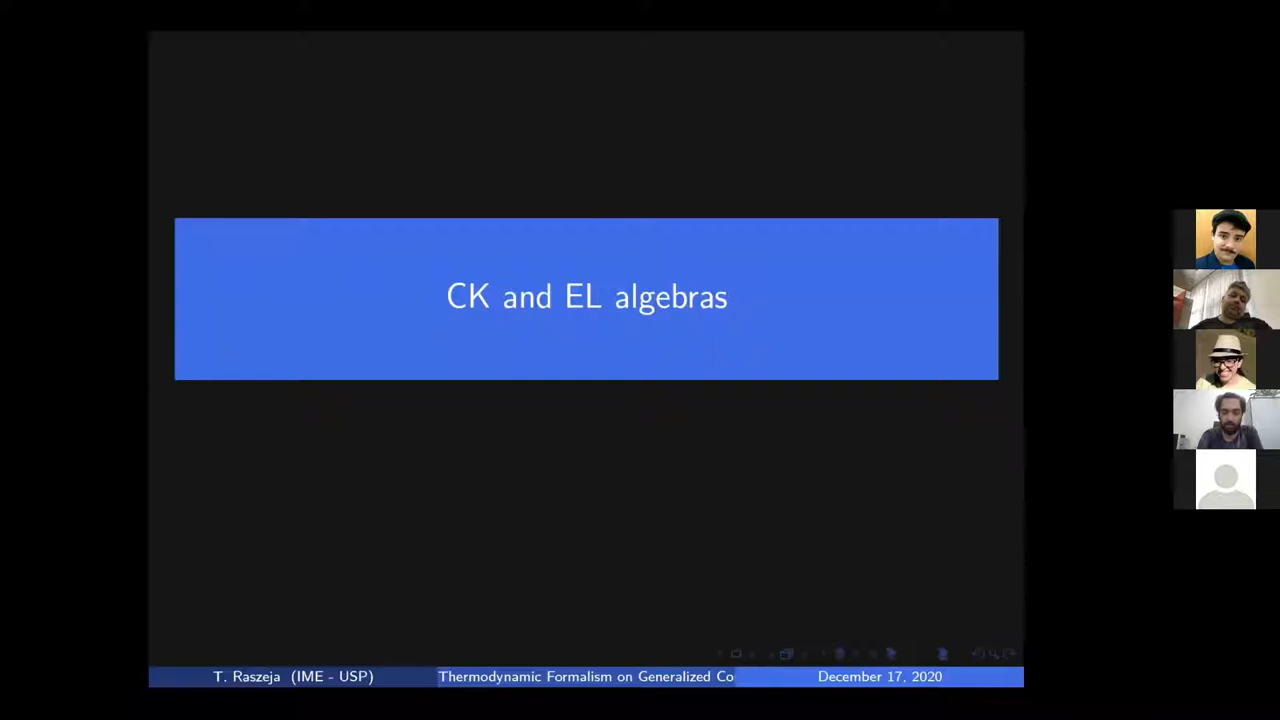 CK and EL algebras
T. Raszeja (IME - USP)
Thermodynamic Formalism on Generalized Co
December 17, 2020